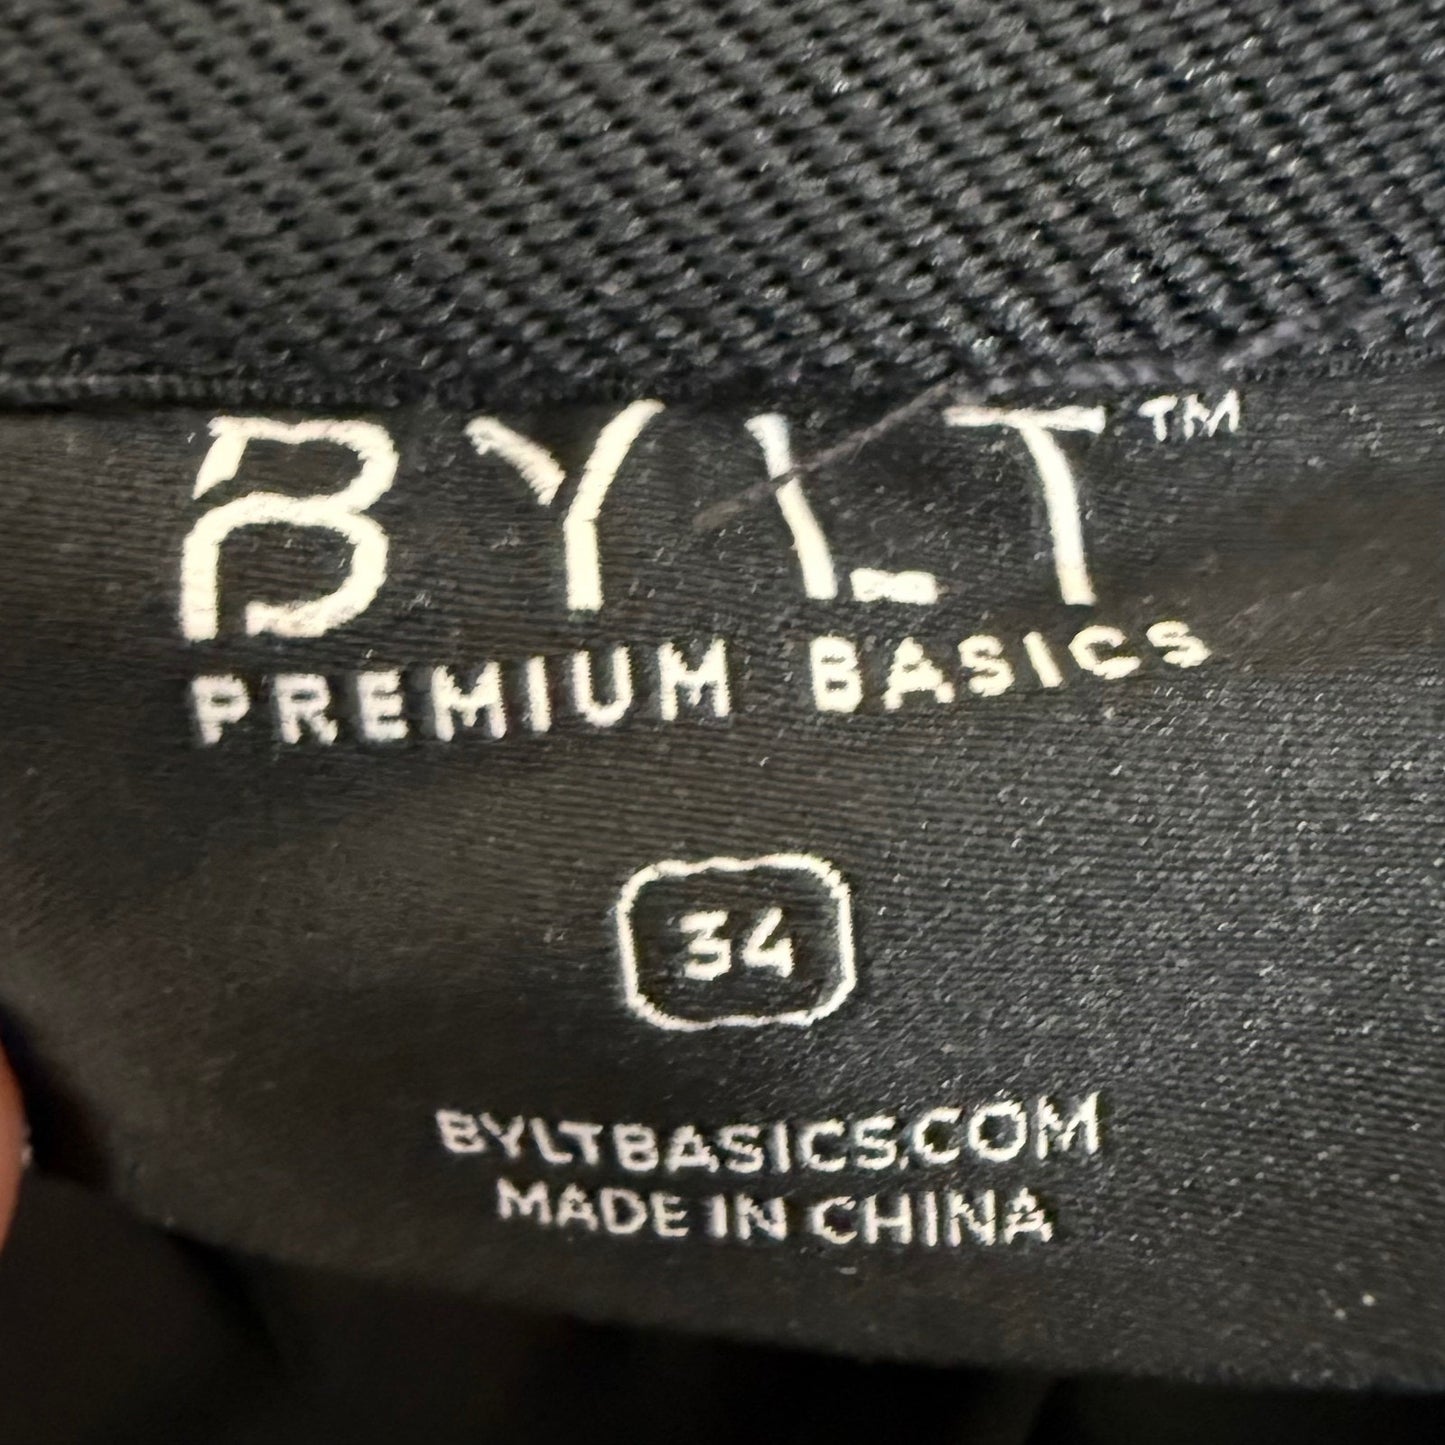 BYLT™
PREMIUM BASICS
34
BYLTBASICS.COM
MADE IN CHINA